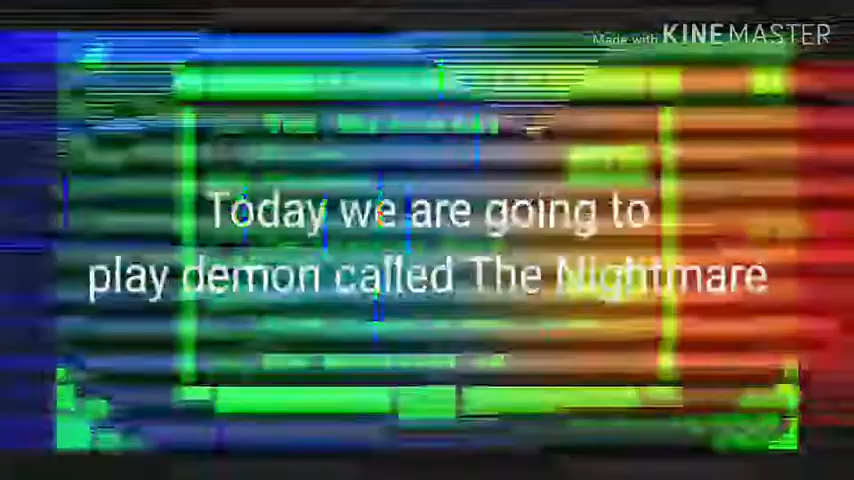 Made with KINEMASTER
Today we are going to
play demon called The Nightmare